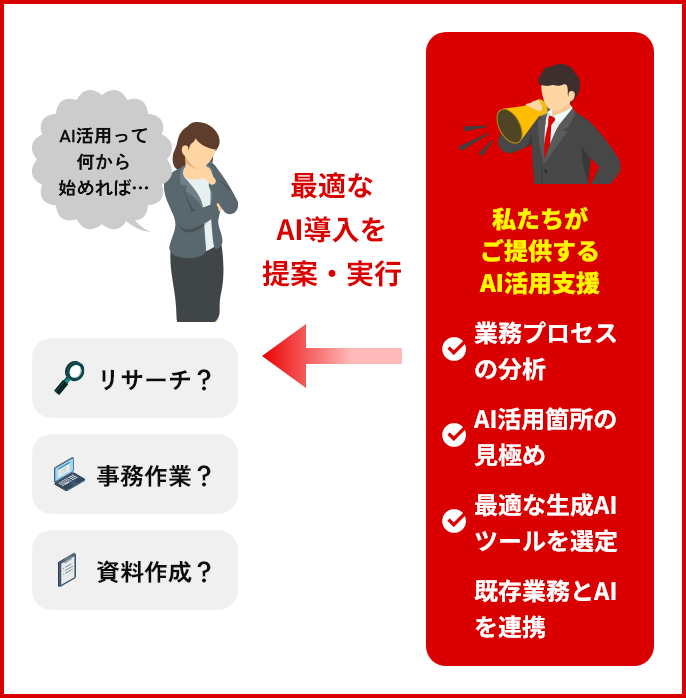 AI活用って
何から
始めれば…
リサーチ？
事務作業？
資料作成？
最適な
AI導入を
提案・実行
私たちが
ご提供する
AI活用支援
業務プロセス
の分析
AI活用箇所の
見極め
最適な生成AI
ツールを選定
既存業務とAI
を連携